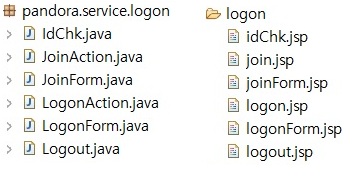 pandora.service.logon
IdChk.java
JoinAction.java
JoinForm.java
LogonAction.java
LogonForm.java
Logout.java
logon
idChk.jsp
join.jsp
joinForm.jsp
logon.jsp
logonForm.jsp
logout.jsp